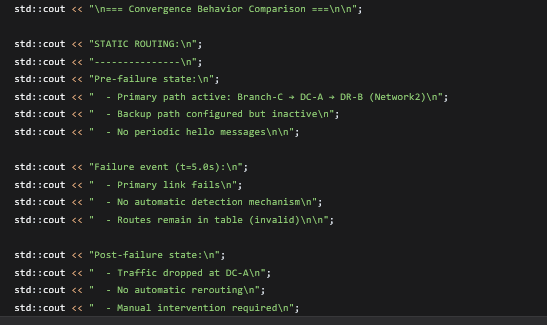 std::cout << "\n=== Convergence Behavior Comparison ===\n\n";
std::cout << "STATIC ROUTING:\n";
std::cout << "---------------\n";
std::cout << "Pre-failure state:\n";
std::cout << "  - Primary path active: Branch-C → DC-A → DR-B (Network2)\n";
std::cout << "  - Backup path configured but inactive\n";
std::cout << "  - No periodic hello messages\n\n";
std::cout << "Failure event (t=5.0s):\n";
std::cout << "  - Primary link fails\n";
std::cout << "  - No automatic detection mechanism\n";
std::cout << "  - Routes remain in table (invalid)\n\n";
std::cout << "Post-failure state:\n";
std::cout << "  - Traffic dropped at DC-A\n";
std::cout << "  - No automatic rerouting\n";
std::cout << "  - Manual intervention required\n";